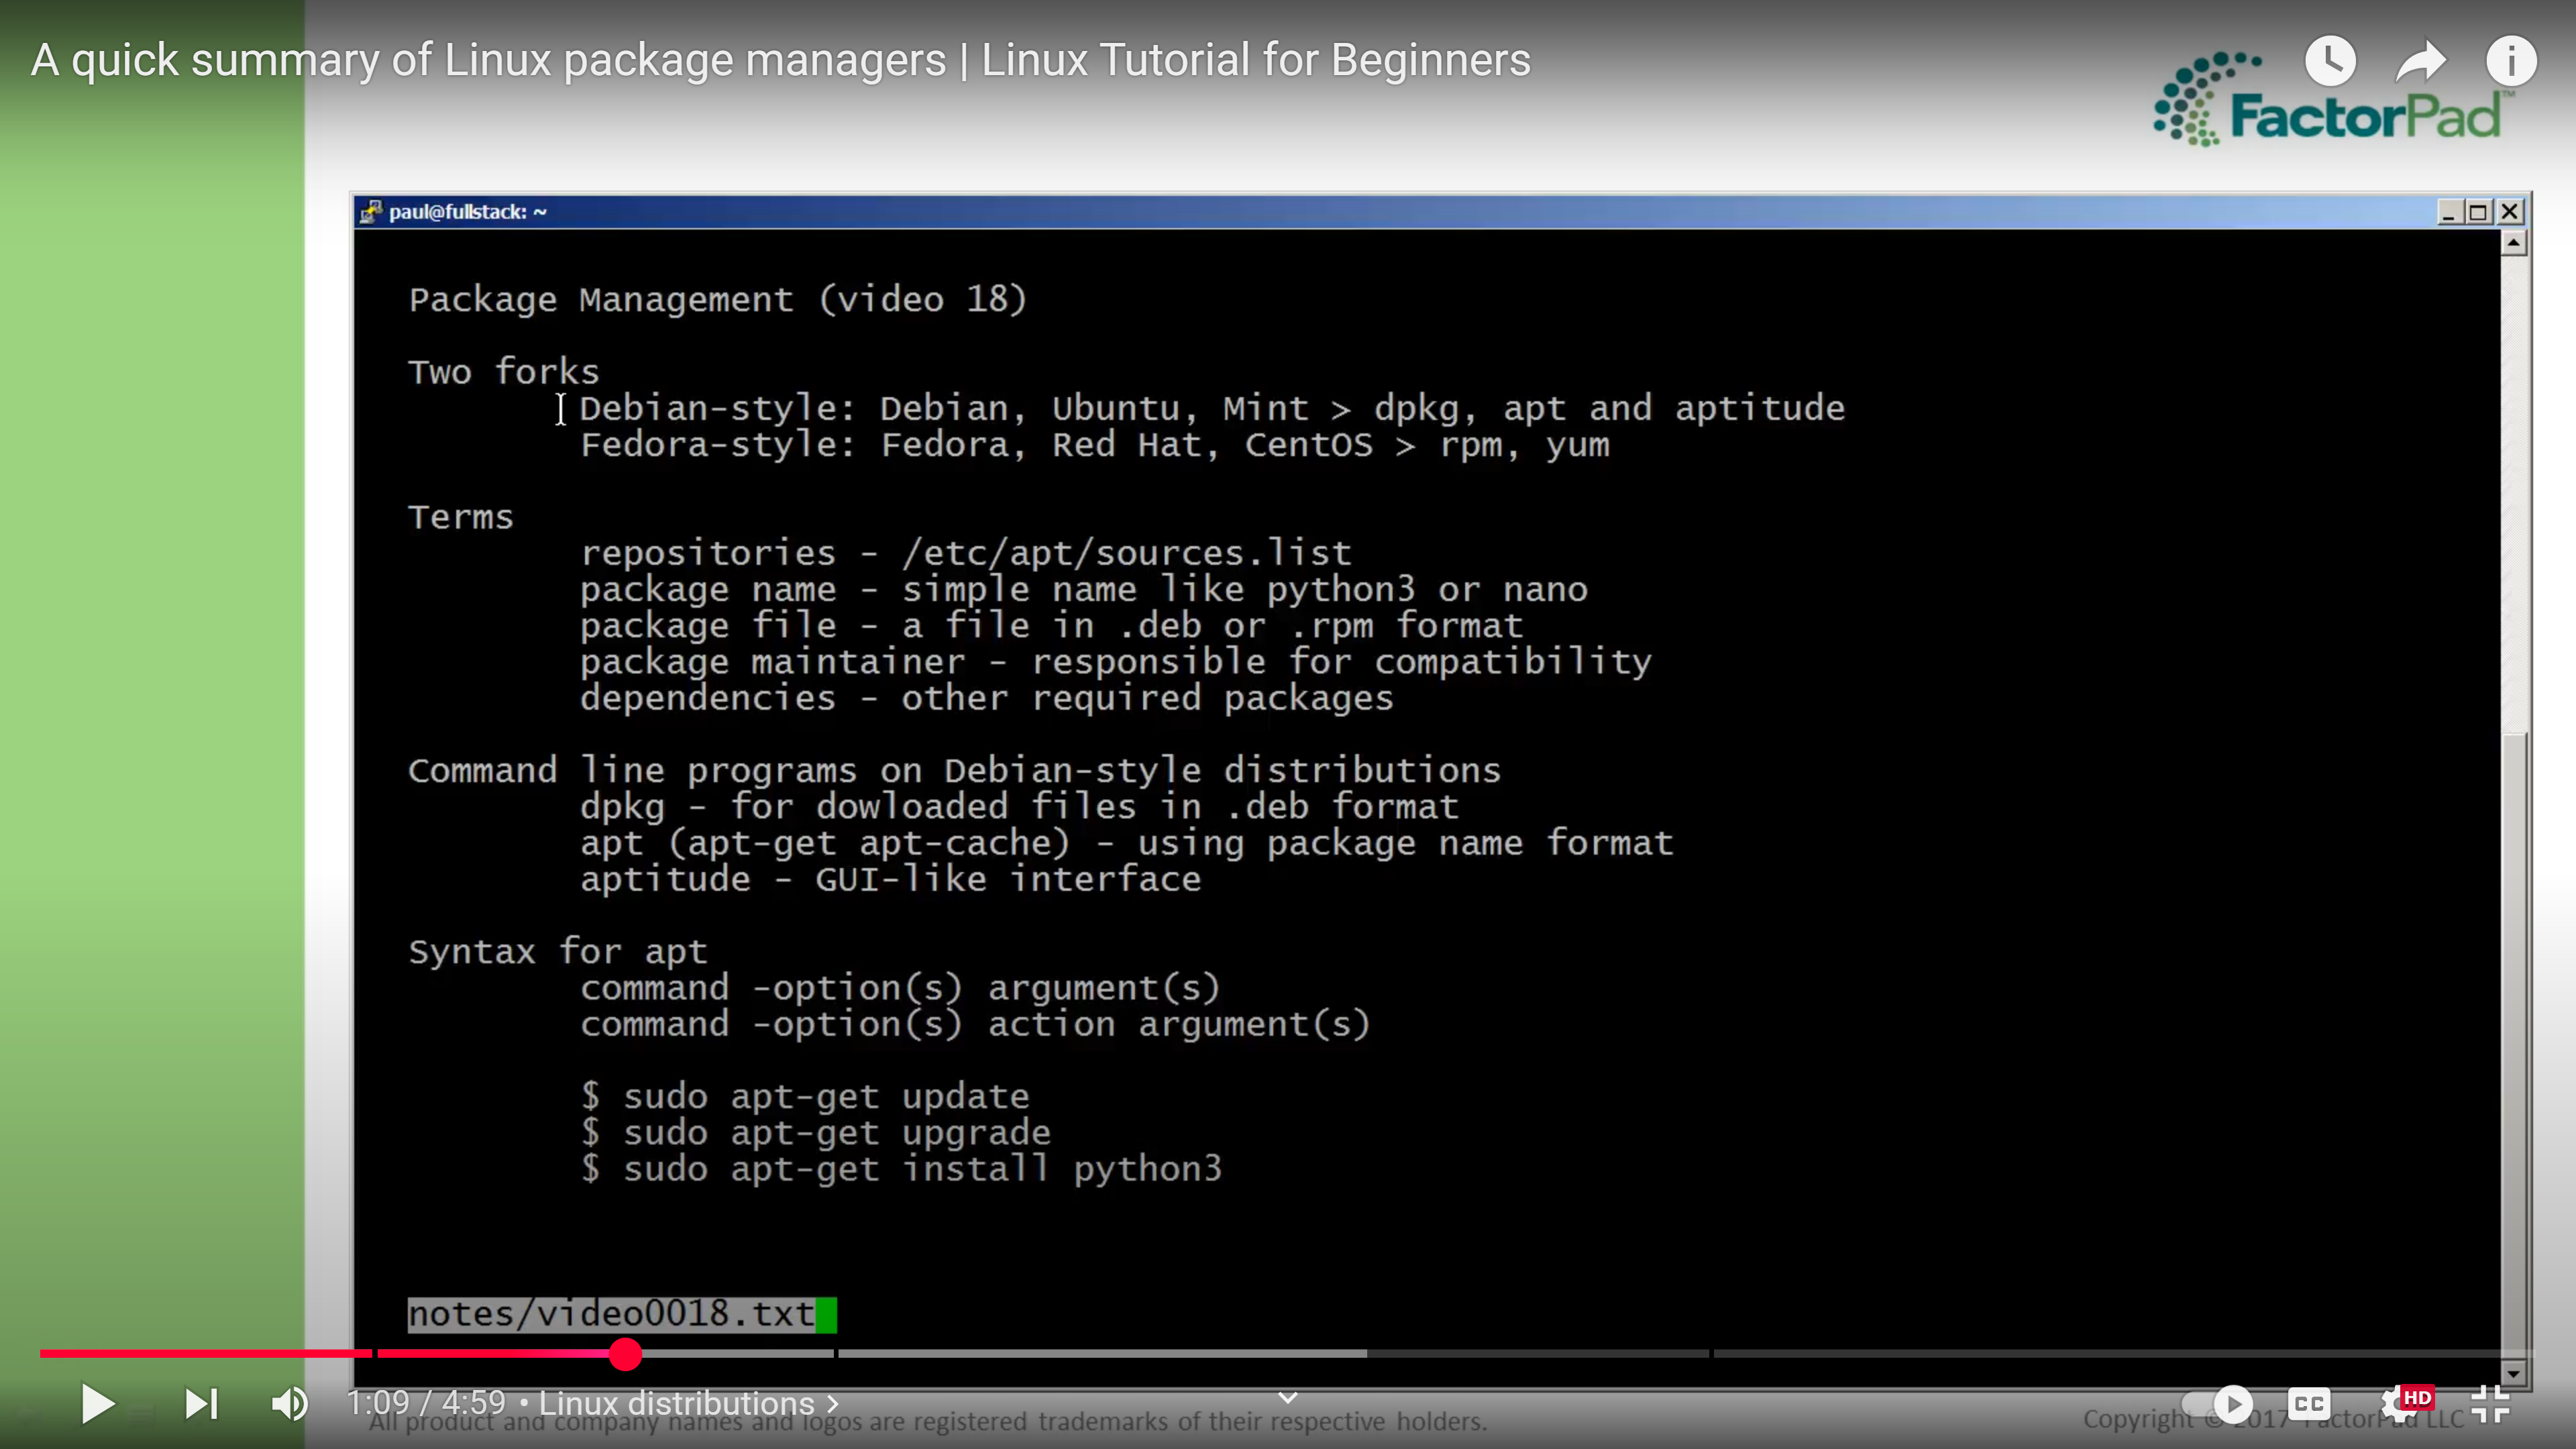 A quick summary of Linux package managers | Linux Tutorial for Beginners
FactorPad™
paul@fullstack: ~
Package Management (video 18)
Two forks
Debian-style: Debian, Ubuntu, Mint > dpkg, apt and aptitude
Fedora-style: Fedora, Red Hat, CentOS > rpm, yum
Terms
repositories - /etc/apt/sources.list
package name - simple name like python3 or nano
package file - a file in .deb or .rpm format
package maintainer - responsible for compatibility
dependencies - other required packages
Command line programs on Debian-style distributions
dpkg - for dowloaded files in .deb format
apt (apt-get apt-cache) - using package name format
aptitude - GUI-like interface
Syntax for apt
command -option(s) argument(s)
command -option(s) action argument(s)
$ sudo apt-get update
$ sudo apt-get upgrade
$ sudo apt-get install python3
notes/video0018.txt
1:09 / 4:59 • Linux distributions >
CC
HD
All product and company names and logos are registered trademarks of their respective holders.
Copyright © 2017 FactorPad LLC